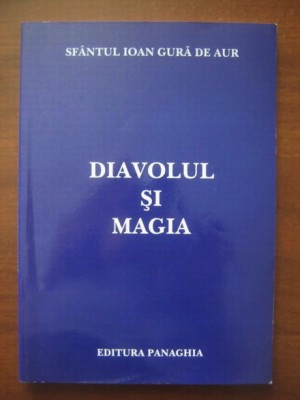 SFÂNTUL IOAN GURĂ DE AUR
DIAVOLUL
ŞI
MAGIA
EDITURA PANAGHIA